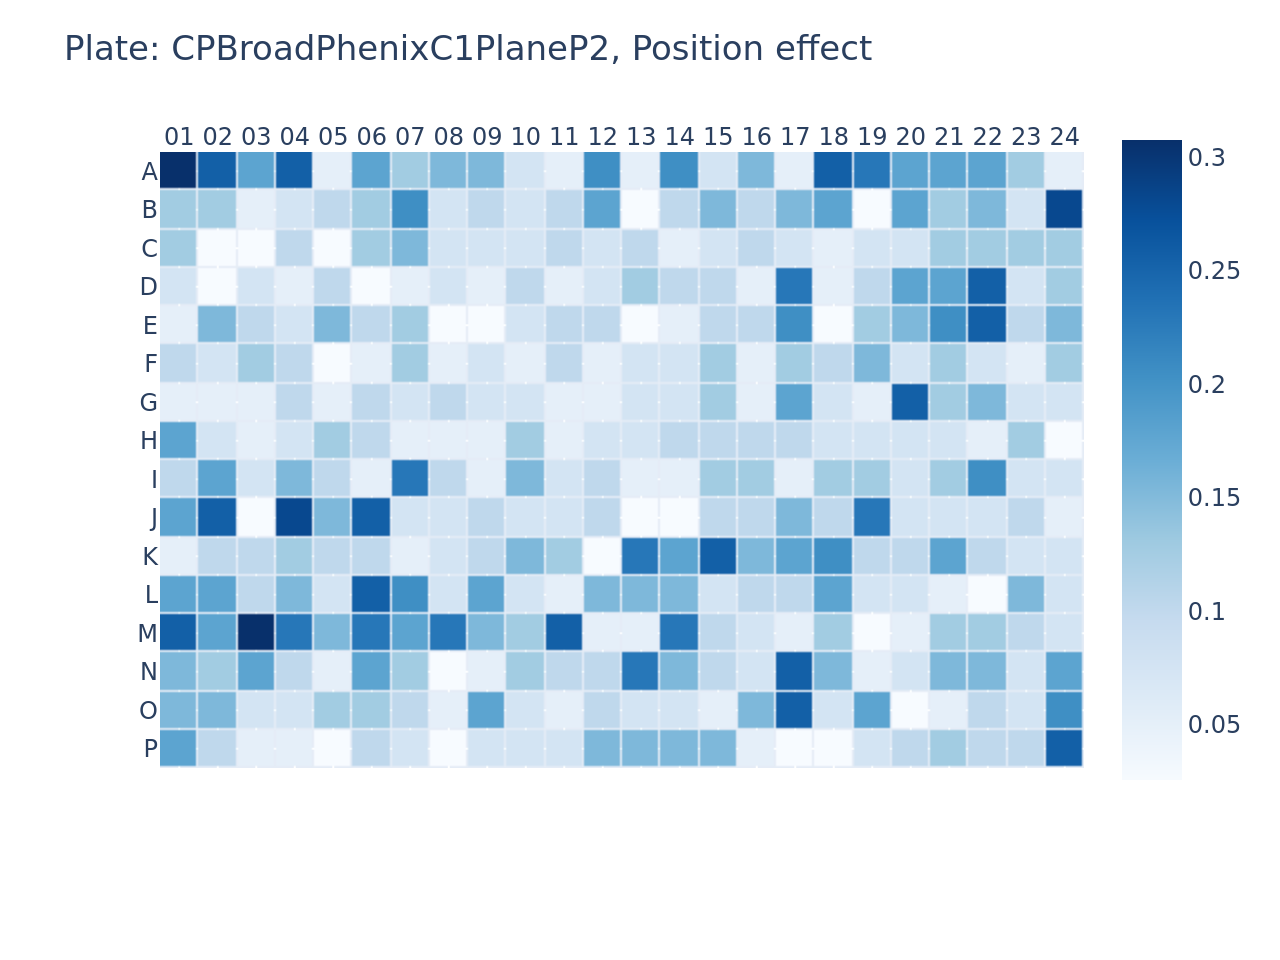 Plate: CPBroadPhenixC1PlaneP2, Position effect
01 02 03 04 05 06 07 08 09 10 11 12 13 14 15 16 17 18 19 20 21 22 23 24
A
B
C
D
E
F
G
H
I
J
K
L
M
N
O
P
0.3
0.25
0.2
0.15
0.1
0.05